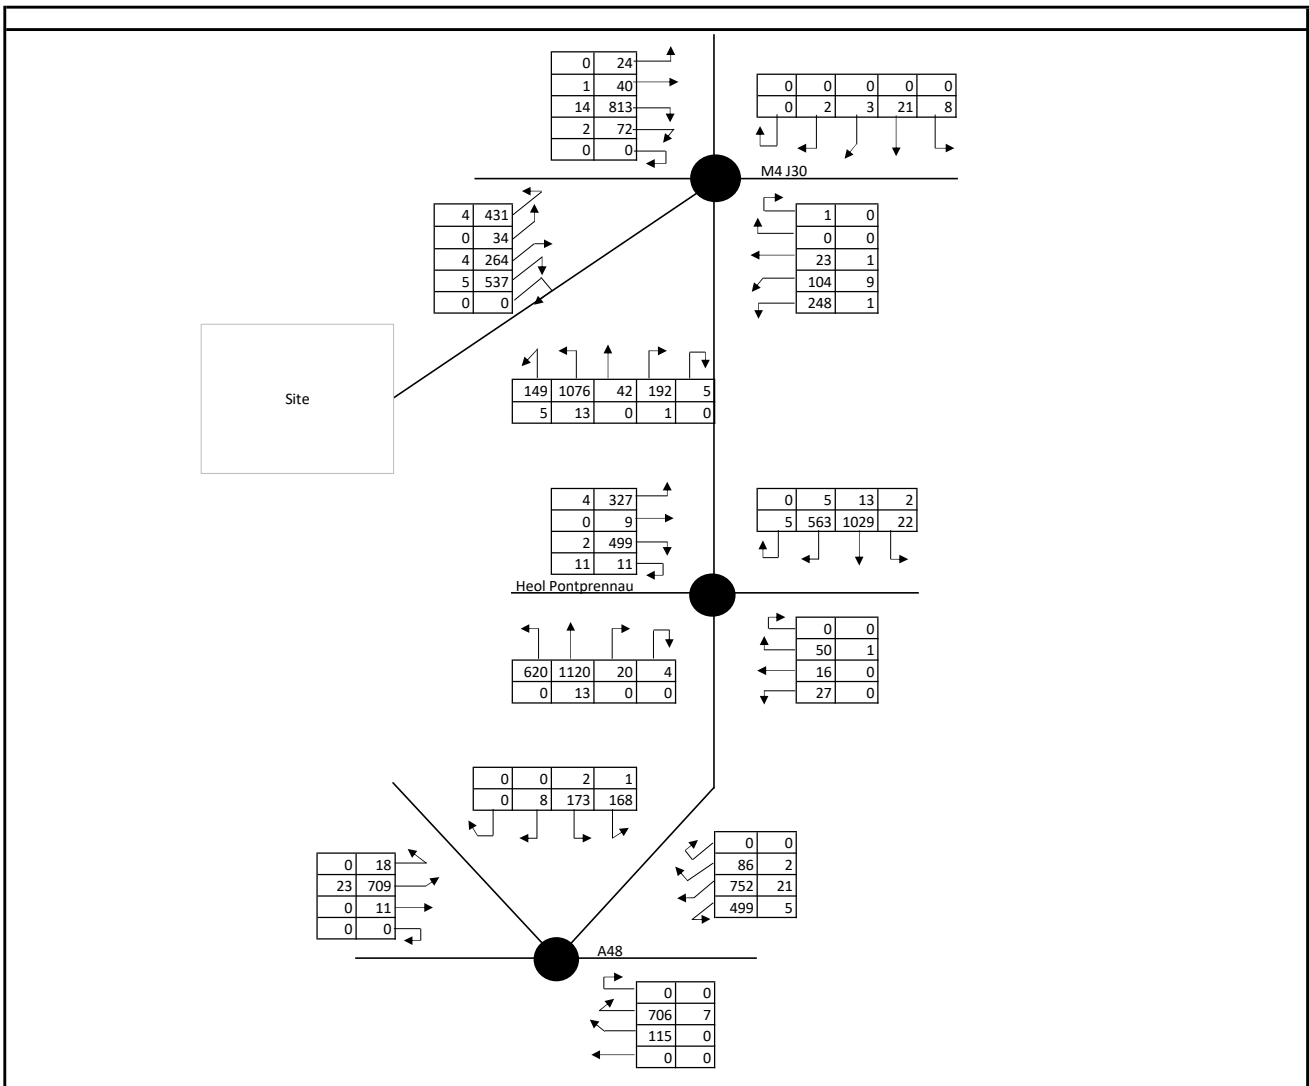 0 24
1 40
14 813
2 72
0 0
0 0 0 0 0
0 2 3 21 8
M4 J30
4 431
0 34
4 264
5 537
0 0
1 0
0 0
23 1
104 9
248 1
Site
149 1076 42 192 5
5 13 0 1 0
4 327
0 9
2 499
11 11
0 5 13 2
5 563 1029 22
Heol Pontprennau
620 1120 20 4
0 13 0 0
0 0
50 1
16 0
27 0
0 0 2 1
0 8 173 168
0 18
23 709
0 11
0 0
0 0
86 2
752 21
499 5
A48
0 0
706 7
115 0
0 0